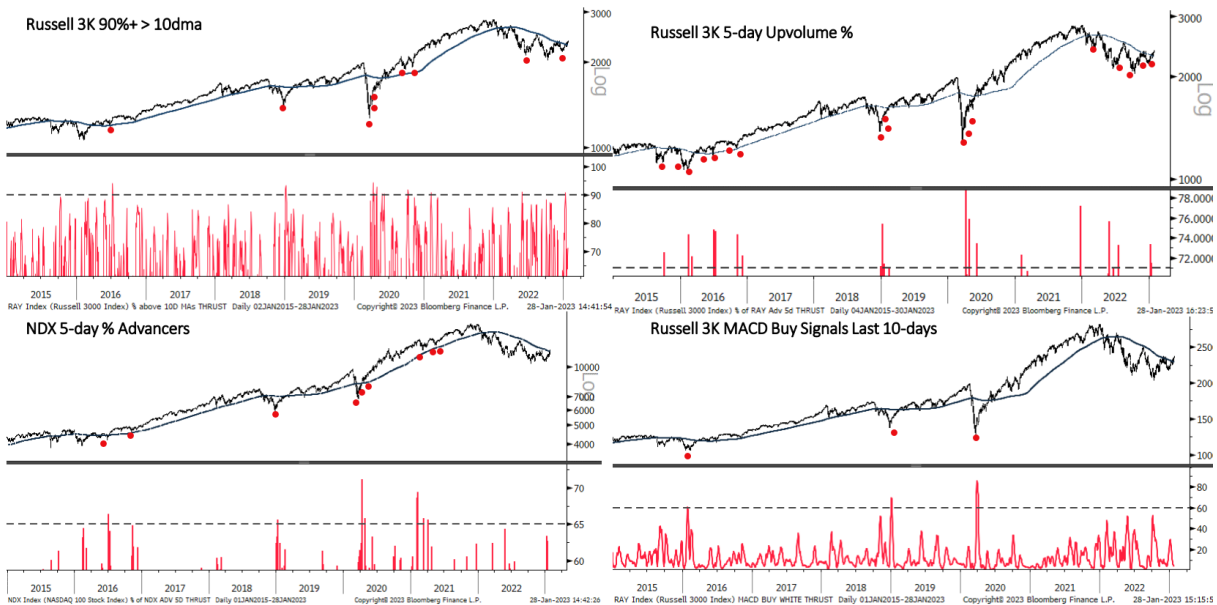 Russell 3K 90%+ > 10dma
3000
2000
Log
1000
100
90
80
70
2015 2016 2017 2018 2019 2020 2021 2022
RAY Index (Russell 3000 Index) % above 10D MAs THRUST Daily 02JAN2015-28JAN2023 Copyright© 2023 Bloomberg Finance L.P. 28-Jan-2023 14:41:54
Russell 3K 5-day Upvolume %
3000
2000
Log
1000
78.0000
76.0000
74.0000
72.0000
2015 2016 2017 2018 2019 2020 2021 2022
RAY Index (Russell 3000 Index) % of RAY Adv 5d THRUST Daily 04JAN2015-30JAN2023 Copyright© 2023 Bloomberg Finance L.P. 28-Jan-2023 16:23:5
NDX 5-day % Advancers
10000
Log
7000
6000
5000
4000
70
65
60
2015 2016 2017 2018 2019 2020 2021 2022
NDX Index (NASDAQ 100 Stock Index) % of NDX ADV 5D THRUST Daily 01JAN2015-28JAN2023 Copyright© 2023 Bloomberg Finance L.P. 28-Jan-2023 14:42:26
Russell 3K MACD Buy Signals Last 10-days
2500
2000
1500
1000
80
60
40
20
2015 2016 2017 2018 2019 2020 2021 2022
RAY Index (Russell 3000 Index) MACD BUY WHITE THRUST Daily 01JAN2015-28JAN2023 Copyright© 2023 Bloomberg Finance L.P. 28-Jan-2023 15:15:5